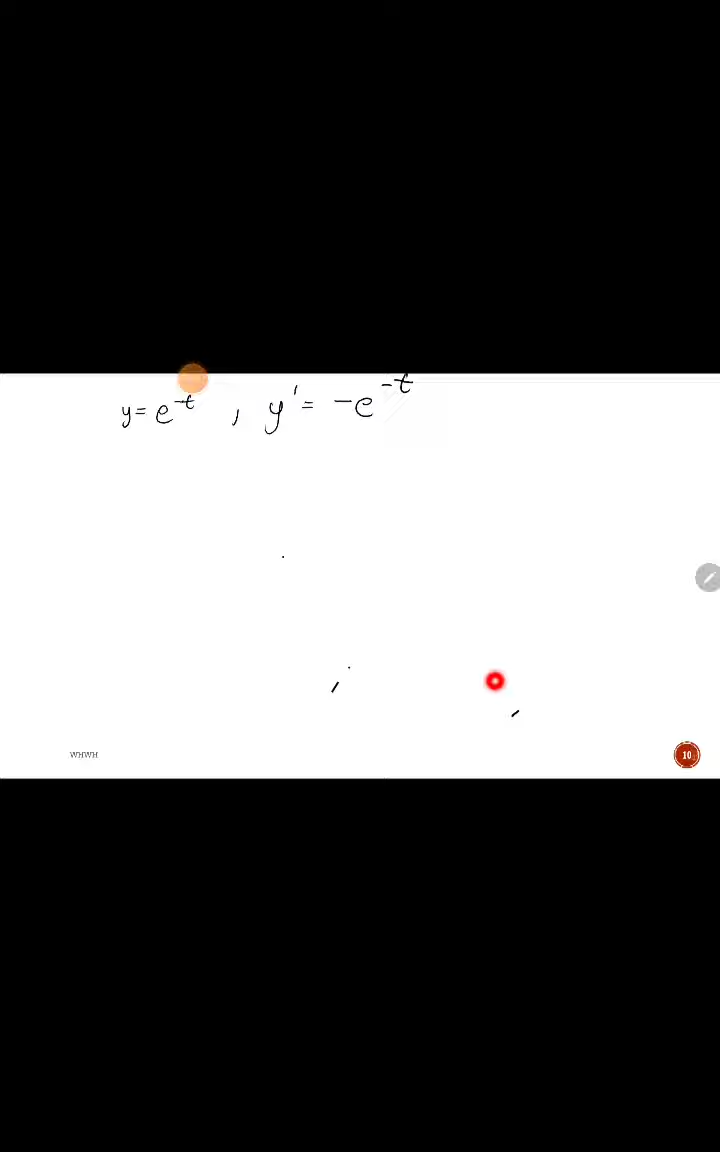 y = e^-t , y' = -e^-t
WHWH
10